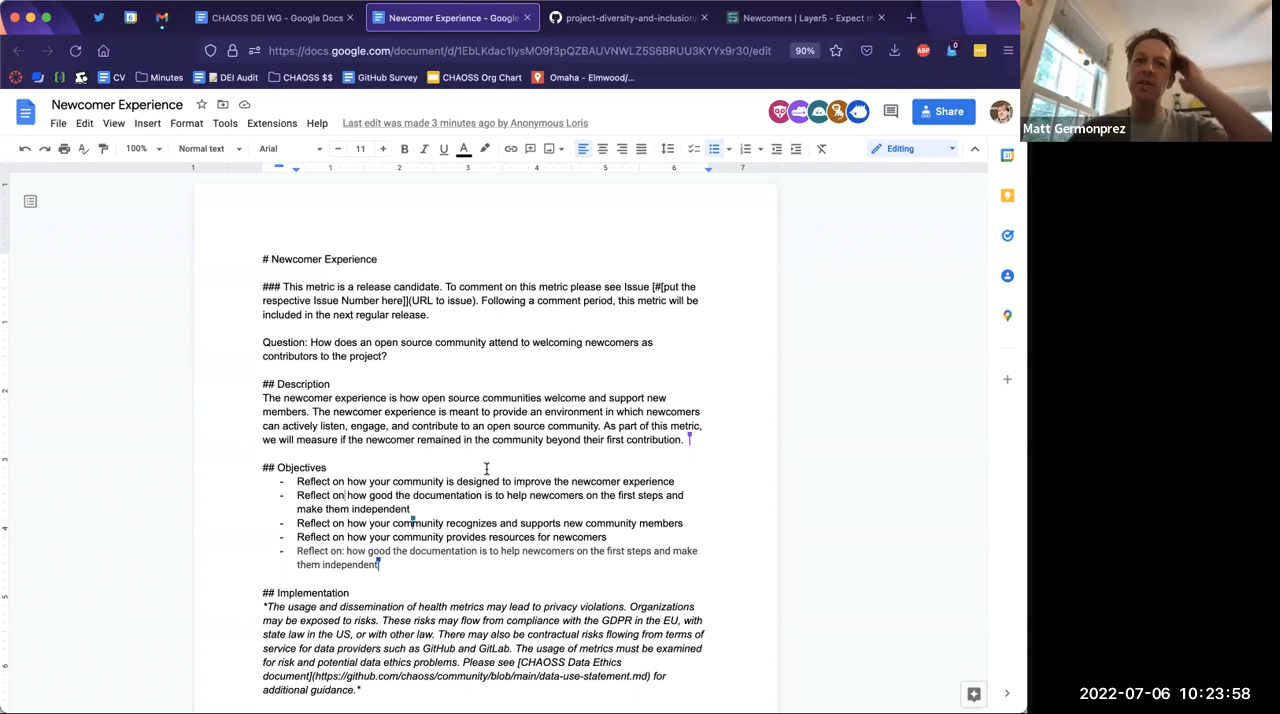 CHAOSS DEI WG - Google Docs
Newcomer Experience - Google
project-diversity-and-inclusion/
Newcomers | Layer5 - Expect m
https://docs.google.com/document/d/1EbLKdac1IysMO9f3pQZBAUVNWLZ5S6BRUU3KYYx9r30/edit
90%
ABP
0
CV
Minutes
DEI Audit
CHAOSS $$
GitHub Survey
CHAOSS Org Chart
Omaha - Elmwood/...
Newcomer Experience
File Edit View Insert Format Tools Extensions Help
Last edit was made 3 minutes ago by Anonymous Loris
Share
Matt Germonprez
100%
Normal text
Arial
11
B I U A
Editing
1 1 2 3 4 5 6 7
# Newcomer Experience
### This metric is a release candidate. To comment on this metric please see Issue [#[put the
respective Issue Number here]](URL to issue). Following a comment period, this metric will be
included in the next regular release.
Question: How does an open source community attend to welcoming newcomers as
contributors to the project?
## Description
The newcomer experience is how open source communities welcome and support new
members. The newcomer experience is meant to provide an environment in which newcomers
can actively listen, engage, and contribute to an open source community. As part of this metric,
we will measure if the newcomer remained in the community beyond their first contribution.
## Objectives
- Reflect on how your community is designed to improve the newcomer experience
- Reflect on how good the documentation is to help newcomers on the first steps and
make them independent
- Reflect on how your community recognizes and supports new community members
- Reflect on how your community provides resources for newcomers
- Reflect on: how good the documentation is to help newcomers on the first steps and make
them independent
## Implementation
*The usage and dissemination of health metrics may lead to privacy violations. Organizations
may be exposed to risks. These risks may flow from compliance with the GDPR in the EU, with
state law in the US, or with other law. There may also be contractual risks flowing from terms of
service for data providers such as GitHub and GitLab. The usage of metrics must be examined
for risk and potential data ethics problems. Please see [CHAOSS Data Ethics
document](https://github.com/chaoss/community/blob/main/data-use-statement.md) for
additional guidance.*
2022-07-06 10:23:58